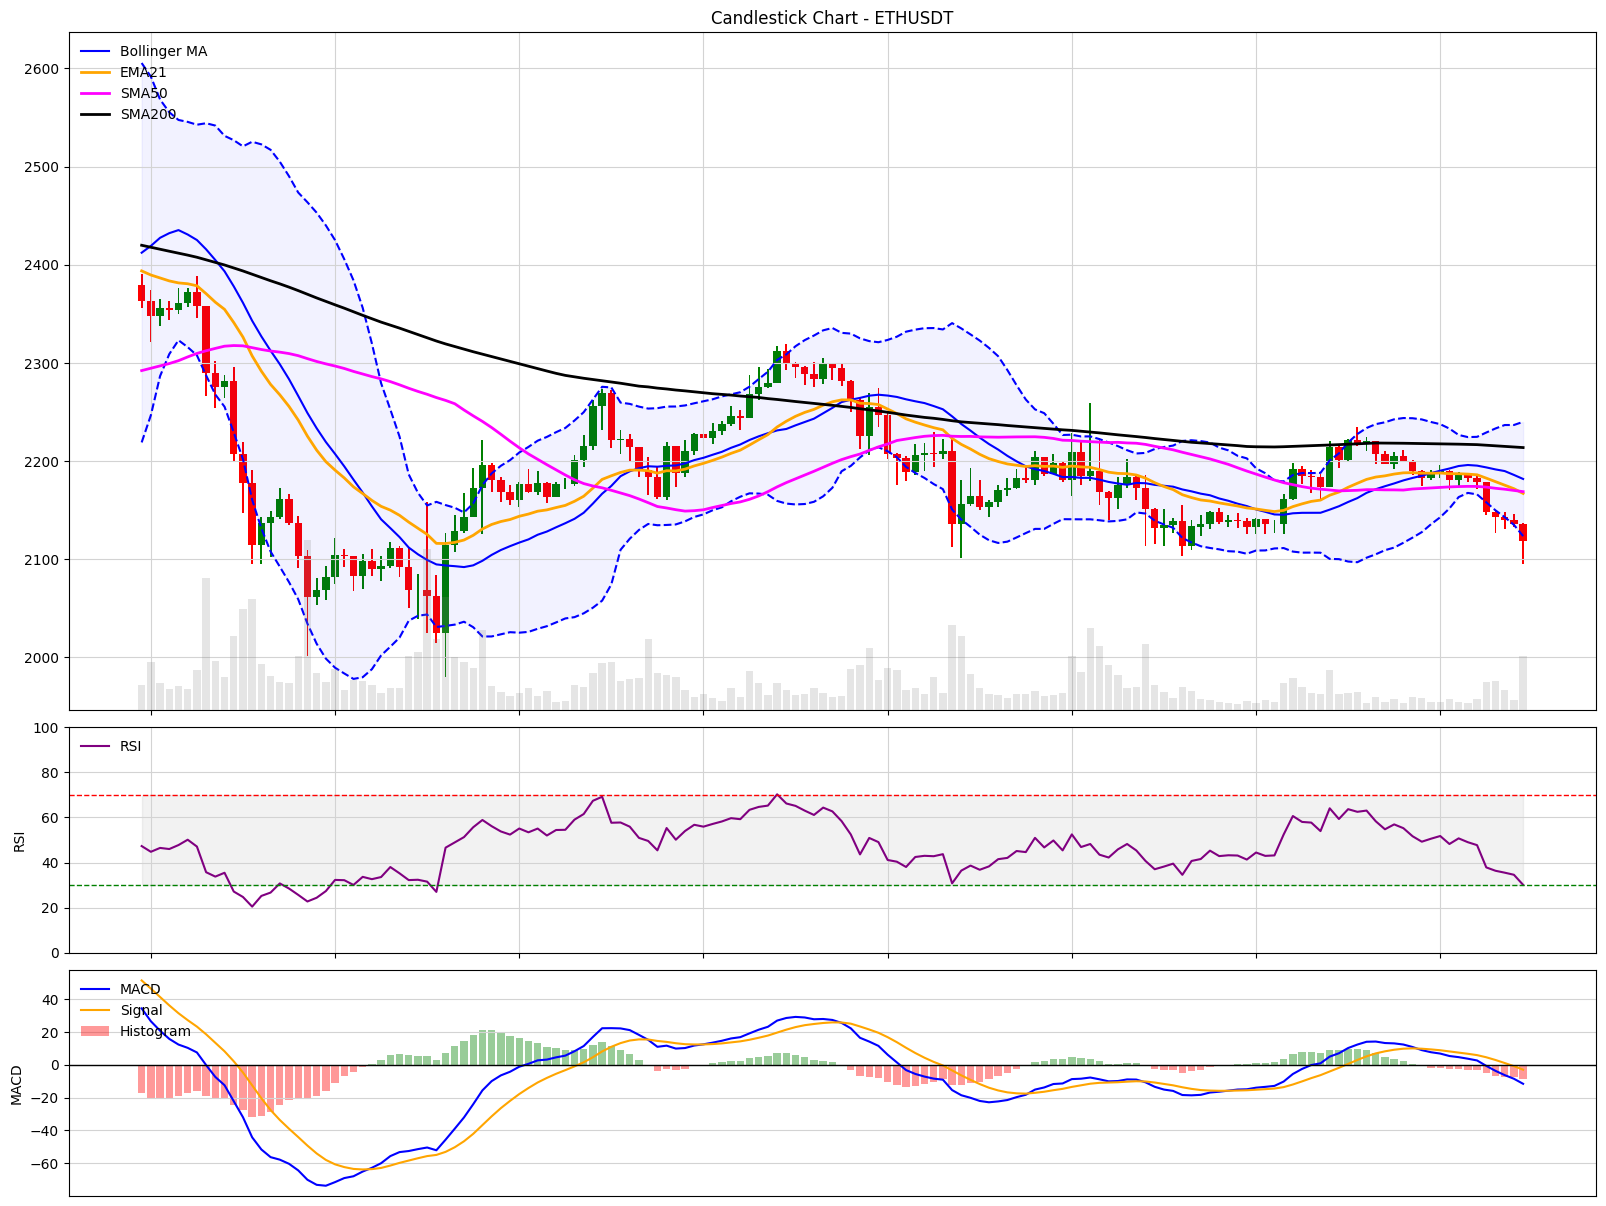 Candlestick Chart - ETHUSDT
Bollinger MA
EMA21
SMA50
SMA200
2600
2500
2400
2300
2200
2100
2000
RSI
100
80
60
40
20
0
RSI
MACD
Signal
Histogram
40
20
0
−20
−40
−60
MACD